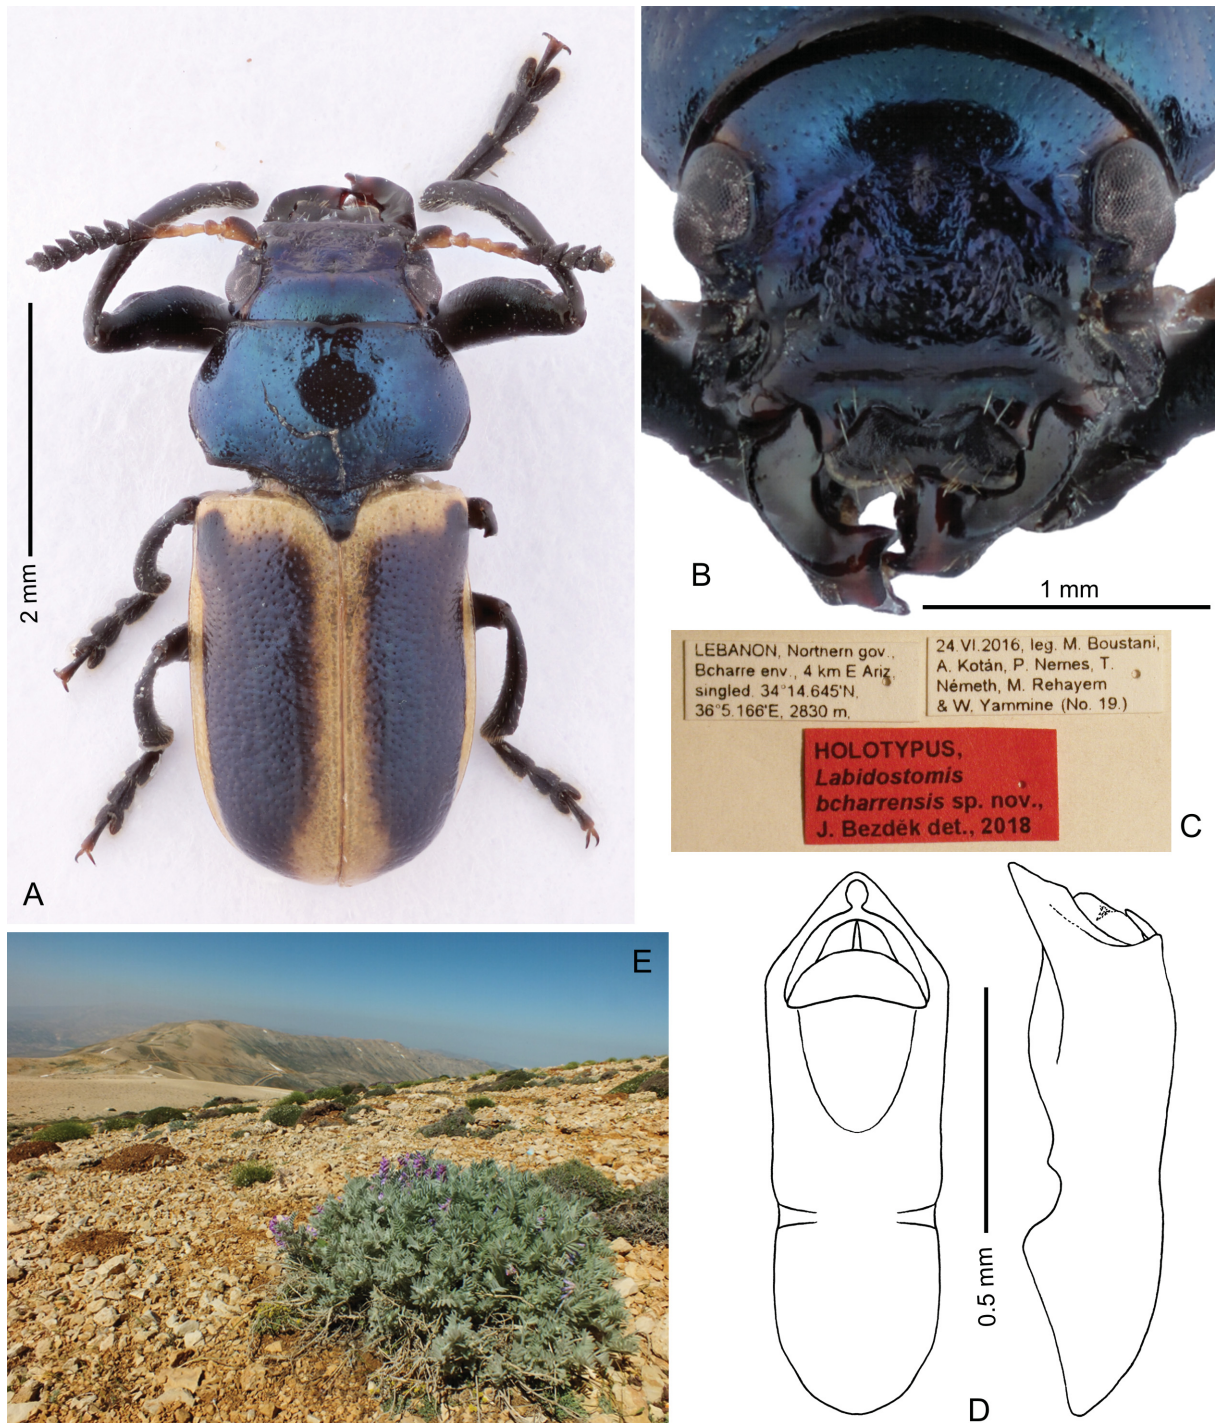 2 mm
A
B
1 mm
LEBANON, Northern gov.,
Bcharre env., 4 km E Ariz,
singled, 34°14.645'N,
36°5.166'E, 2830 m,
24.VI.2016, leg. M. Boustani,
A. Kotán, P. Nemes, T.
Németh, M. Rehayem
& W. Yammine (No. 19.)
HOLOTYPUS,
Labidostomis
bcharrensis sp. nov.,
J. Bezděk det., 2018
C
E
0.5 mm
D